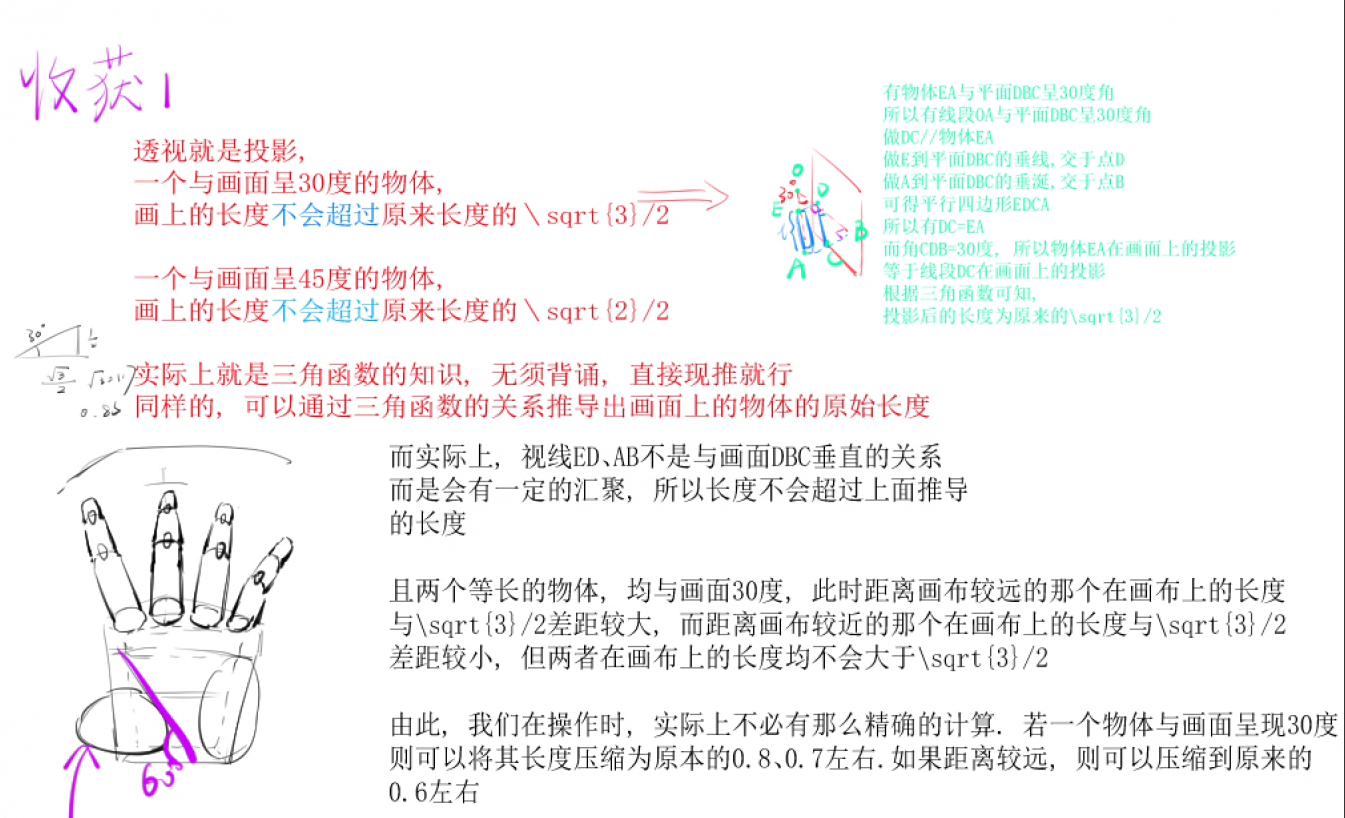 收获1
透视就是投影,
一个与画面呈30度的物体,
画上的长度不会超过原来长度的\sqrt{3}/2
一个与画面呈45度的物体,
画上的长度不会超过原来长度的\sqrt{2}/2
实际上就是三角函数的知识, 无须背诵, 直接现推就行
同样的, 可以通过三角函数的关系推导出画面上的物体的原始长度
有物体EA与平面DBC呈30度角
所以有线段OA与平面DBC呈30度角
做DC//物体EA
做E到平面DBC的垂线,交于点D
做A到平面DBC的垂涎,交于点B
可得平行四边形EDCA
所以有DC=EA
而角CDB=30度, 所以物体EA在画面上的投影
等于线段DC在画面上的投影
根据三角函数可知,
投影后的长度为原来的\sqrt{3}/2
O
30°
D
E
B
A
C
30°
1/2
√3/2
0.85
而实际上, 视线ED、AB不是与画面DBC垂直的关系
而是会有一定的汇聚, 所以长度不会超过上面推导
的长度
且两个等长的物体, 均与画面30度, 此时距离画布较远的那个在画布上的长度
与\sqrt{3}/2差距较大, 而距离画布较近的那个在画布上的长度与\sqrt{3}/2
差距较小, 但两者在画布上的长度均不会大于\sqrt{3}/2
由此, 我们在操作时, 实际上不必有那么精确的计算. 若一个物体与画面呈现30度
则可以将其长度压缩为原本的0.8、0.7左右.如果距离较远, 则可以压缩到原来的
0.6左右
60°